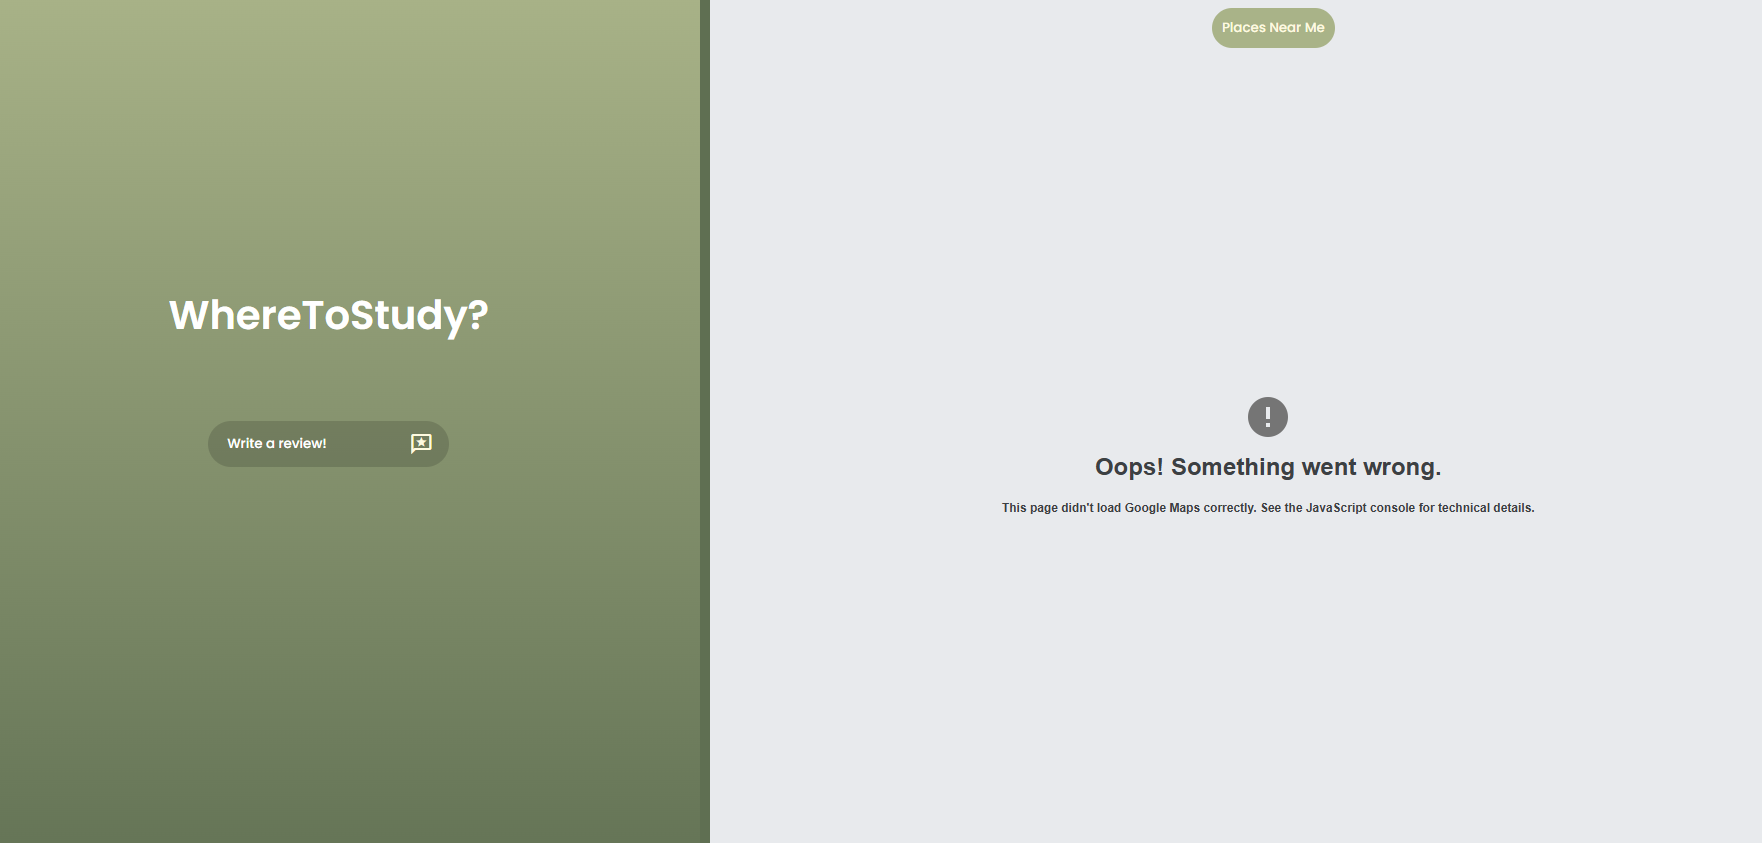 WhereToStudy?
Write a review!
Places Near Me
Oops! Something went wrong.
This page didn't load Google Maps correctly. See the JavaScript console for technical details.